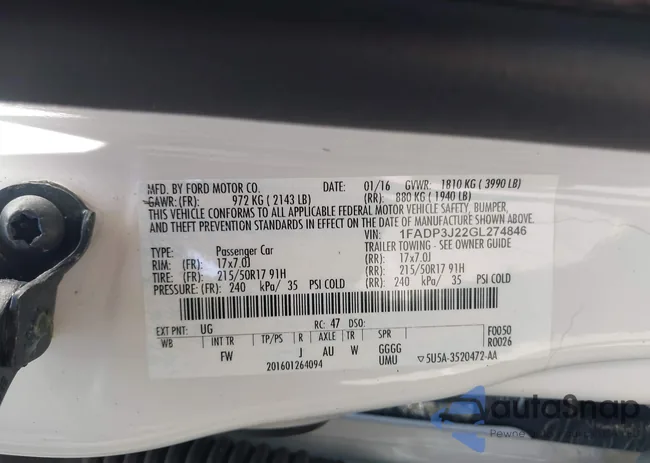 MFD. BY FORD MOTOR CO. DATE: 01/16 GVWR: 1810 KG ( 3990 LB)
GAWR: (FR): 972 KG ( 2143 LB) (RR): 880 KG ( 1940 LB)
THIS VEHICLE CONFORMS TO ALL APPLICABLE FEDERAL MOTOR VEHICLE SAFETY, BUMPER,
AND THEFT PREVENTION STANDARDS IN EFFECT ON THE DATE OF MANUFACTURE SHOWN ABOVE.
VIN: 1FADP3J22GL274846
TYPE: Passenger Car TRAILER TOWING - SEE OWNER GUIDE
RIM: (FR): 17x7.0J (RR): 17x7.0J
TIRE: (FR): 215/50R17 91H (RR): 215/50R17 91H
PRESSURE: (FR): 240 kPa/ 35 PSI COLD (RR): 240 kPa/ 35 PSI COLD
EXT PNT: UG RC: 47 DSO: F0050
WB INT TR TP/PS R AXLE TR SPR R0026
FW J AU W GGGG
UMU ▽5U5A-3520472-AA
201601264094
autoSnap
Pewne